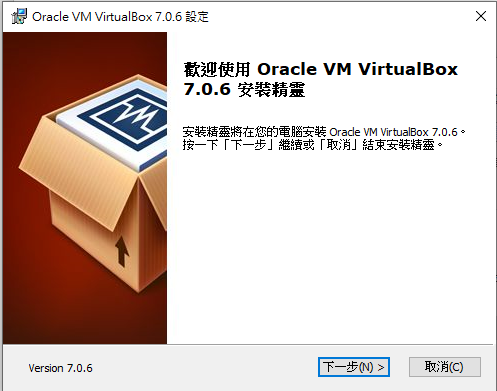 Oracle VM VirtualBox 7.0.6 設定
歡迎使用 Oracle VM VirtualBox
7.0.6 安裝精靈
安裝精靈將在您的電腦安裝 Oracle VM VirtualBox 7.0.6。
按一下「下一步」繼續或「取消」結束安裝精靈。
Version 7.0.6
下一步(N) >
取消(C)